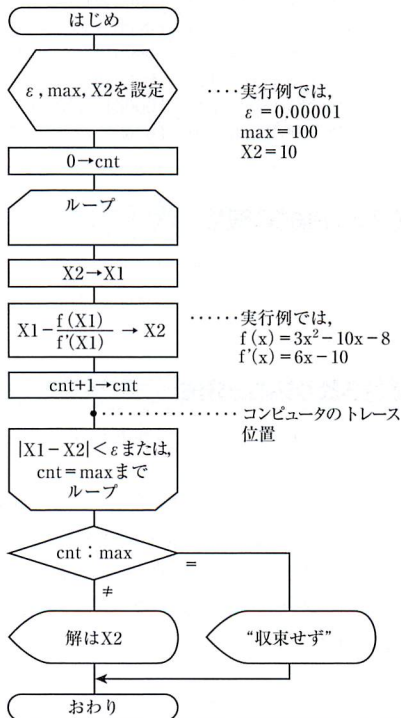 はじめ
ε, max, X2を設定
‥‥実行例では,
ε=0.00001
max=100
X2=10
0→cnt
ループ
X2→X1
X1-f(X1)/f'(X1) → X2
‥‥‥実行例では,
f(x)=3x²-10x-8
f'(x)=6x-10
cnt+1→cnt
コンピュータのトレース
位置
|X1-X2|<εまたは,
cnt=maxまで
ループ
cnt:max
=
≠
解はX2
“収束せず”
おわり